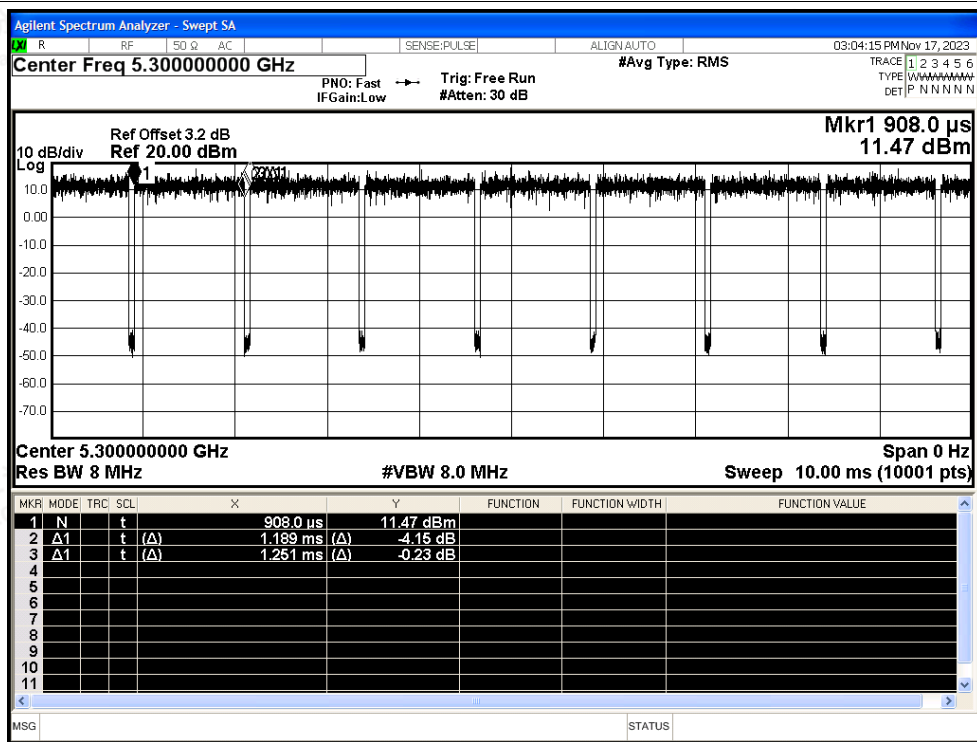 Agilent Spectrum Analyzer - Swept SA
LXI R RF 50 Ω AC SENSE:PULSE ALIGN AUTO 03:04:15 PM Nov 17, 2023
Center Freq 5.300000000 GHz #Avg Type: RMS TRACE 1 2 3 4 5 6
PNO: Fast Trig: Free Run TYPE
IFGain:Low #Atten: 30 dB DET P N N N N N
Mkr1 908.0 µs
Ref Offset 3.2 dB
10 dB/div Ref 20.00 dBm 11.47 dBm
Log
1
10.0
0.00
-10.0
-20.0
-30.0
-40.0
-50.0
-60.0
-70.0
Center 5.300000000 GHz Span 0 Hz
Res BW 8 MHz #VBW 8.0 MHz Sweep 10.00 ms (10001 pts)
MKR MODE TRC SCL X Y FUNCTION FUNCTION WIDTH FUNCTION VALUE
1 N t 908.0 µs 11.47 dBm
2 Δ1 t (Δ) 1.189 ms (Δ) -4.15 dB
3 Δ1 t (Δ) 1.251 ms (Δ) -0.23 dB
4
5
6
7
8
9
10
11
MSG STATUS